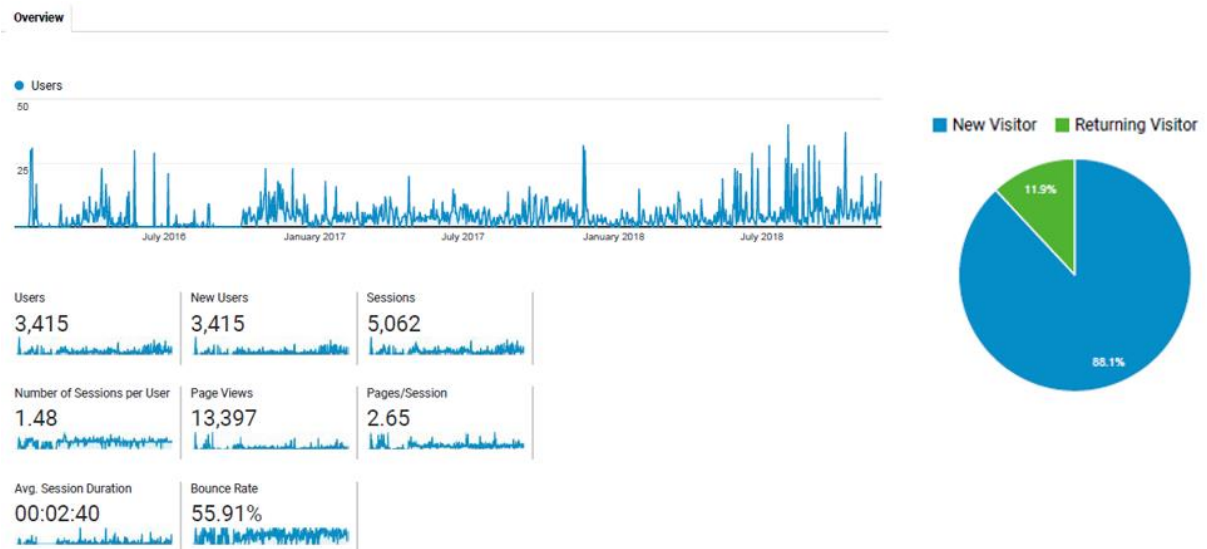 Overview
Users
50
25
July 2016 January 2017 July 2017 January 2018 July 2018
New Visitor Returning Visitor
11.9%
88.1%
Users New Users Sessions
3,415 3,415 5,062
Number of Sessions per User Page Views Pages/Session
1.48 13,397 2.65
Avg. Session Duration Bounce Rate
00:02:40 55.91%